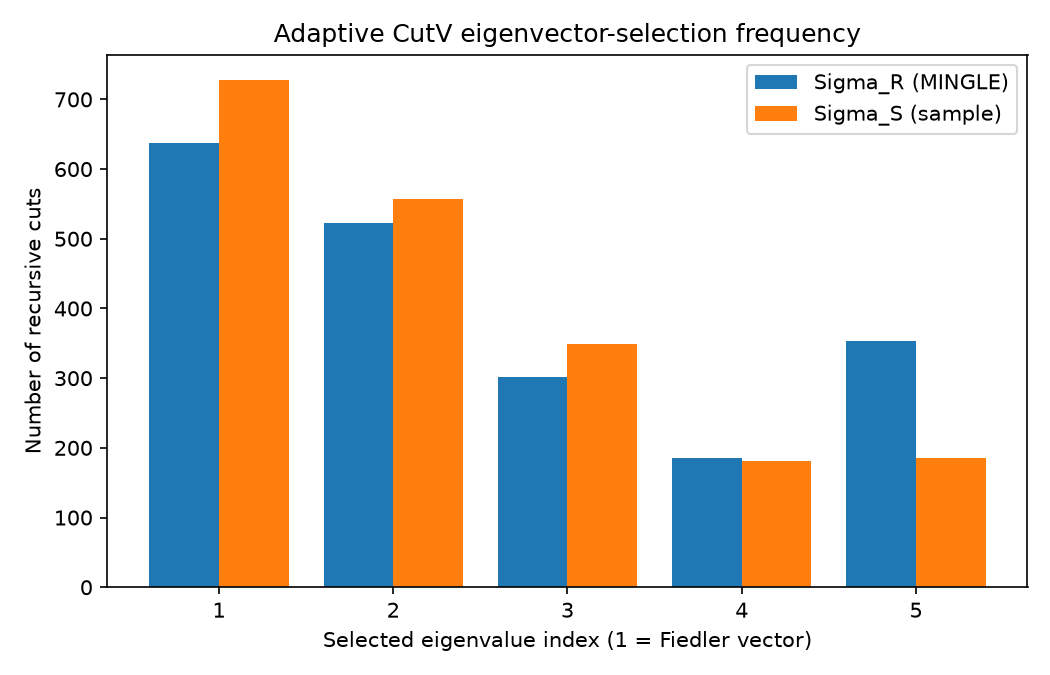 Adaptive CutV eigenvector-selection frequency
Sigma_R (MINGLE)
Sigma_S (sample)
Number of recursive cuts
700
600
500
400
300
200
100
0
1 2 3 4 5
Selected eigenvalue index (1 = Fiedler vector)